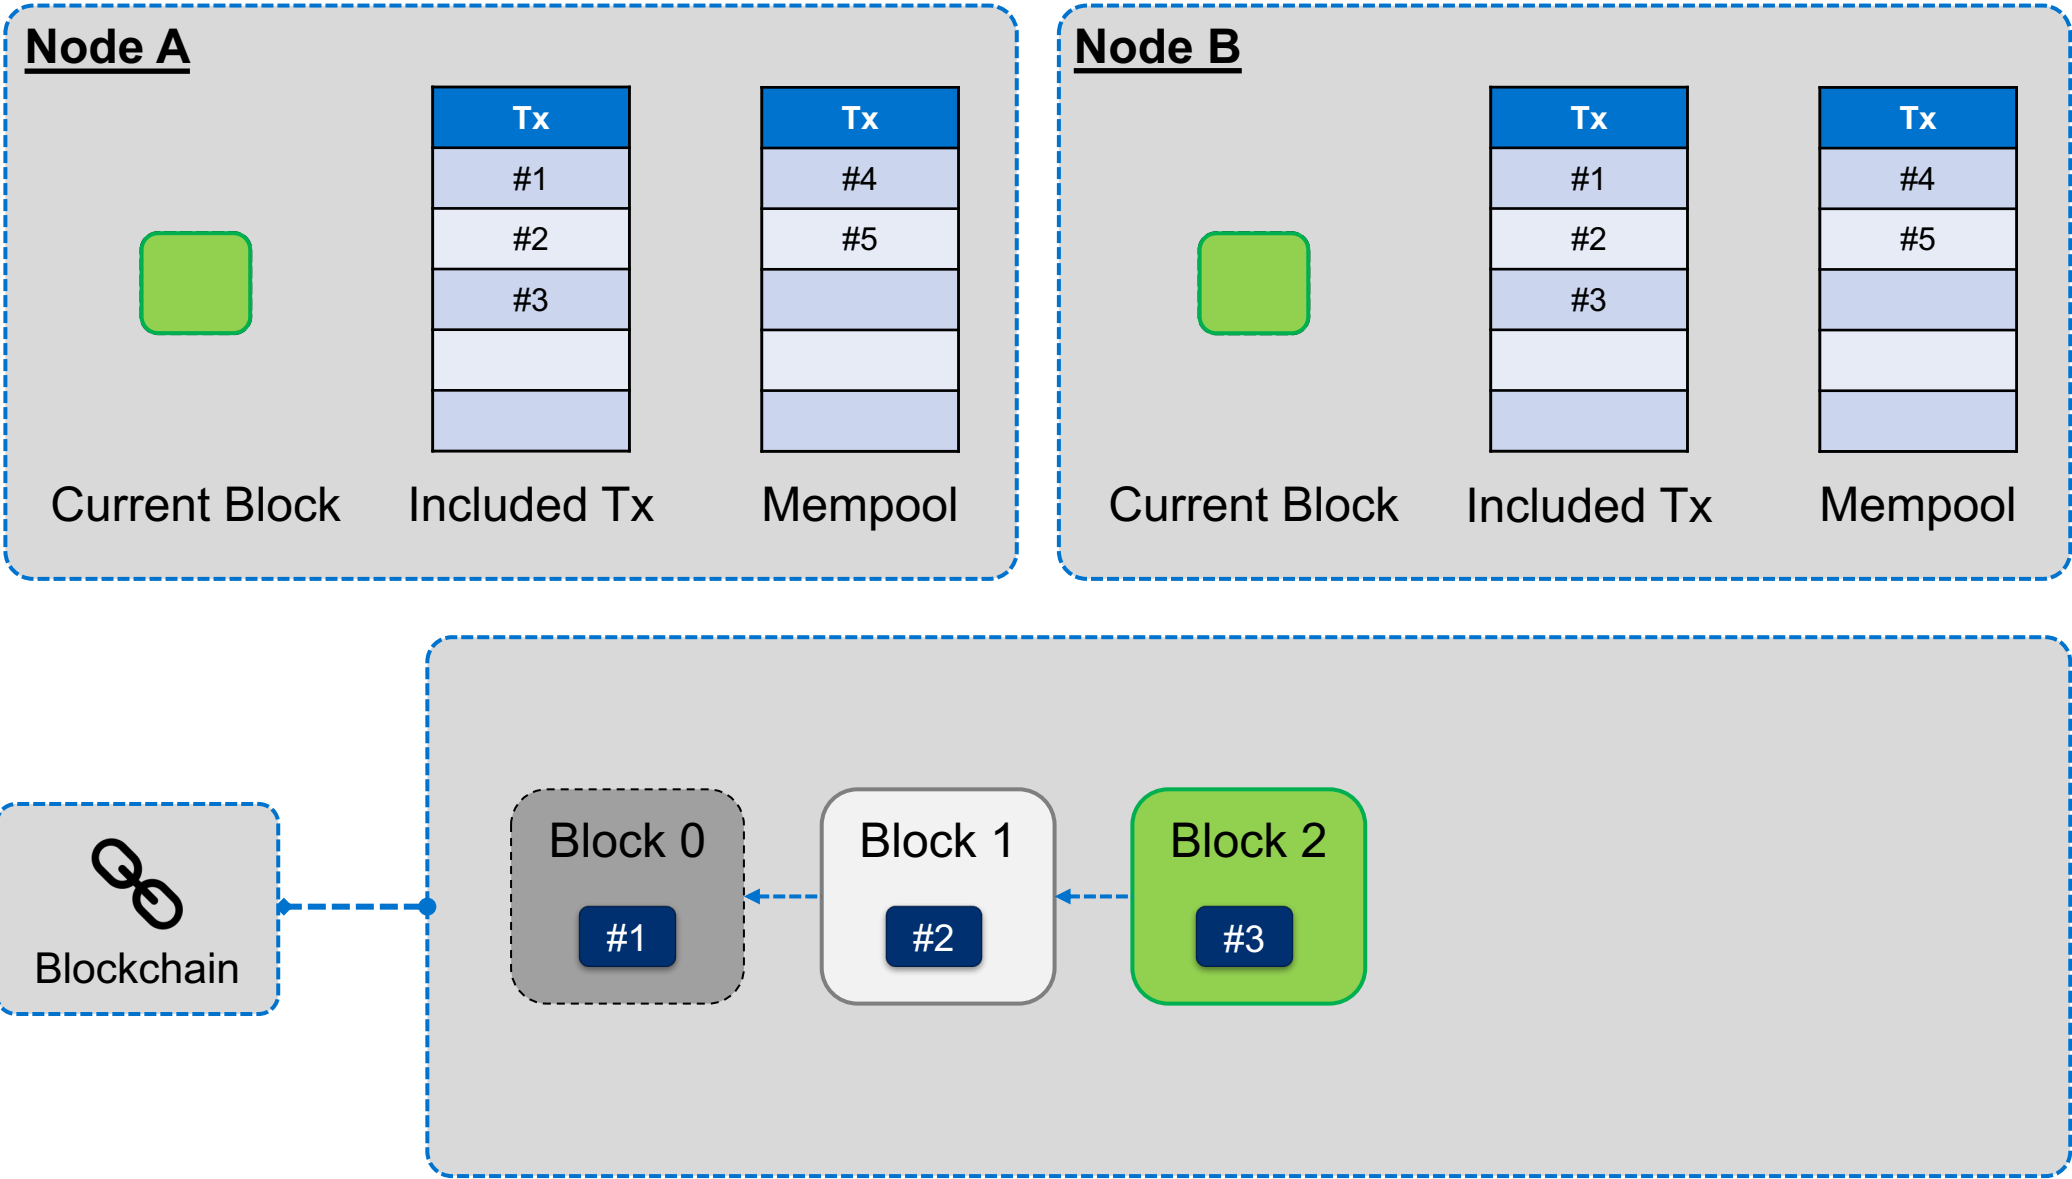 Node A
Tx
#1
#2
#3
Tx
#4
#5
Current Block
Included Tx
Mempool
Node B
Tx
#1
#2
#3
Tx
#4
#5
Current Block
Included Tx
Mempool
Blockchain
Block 0
#1
Block 1
#2
Block 2
#3